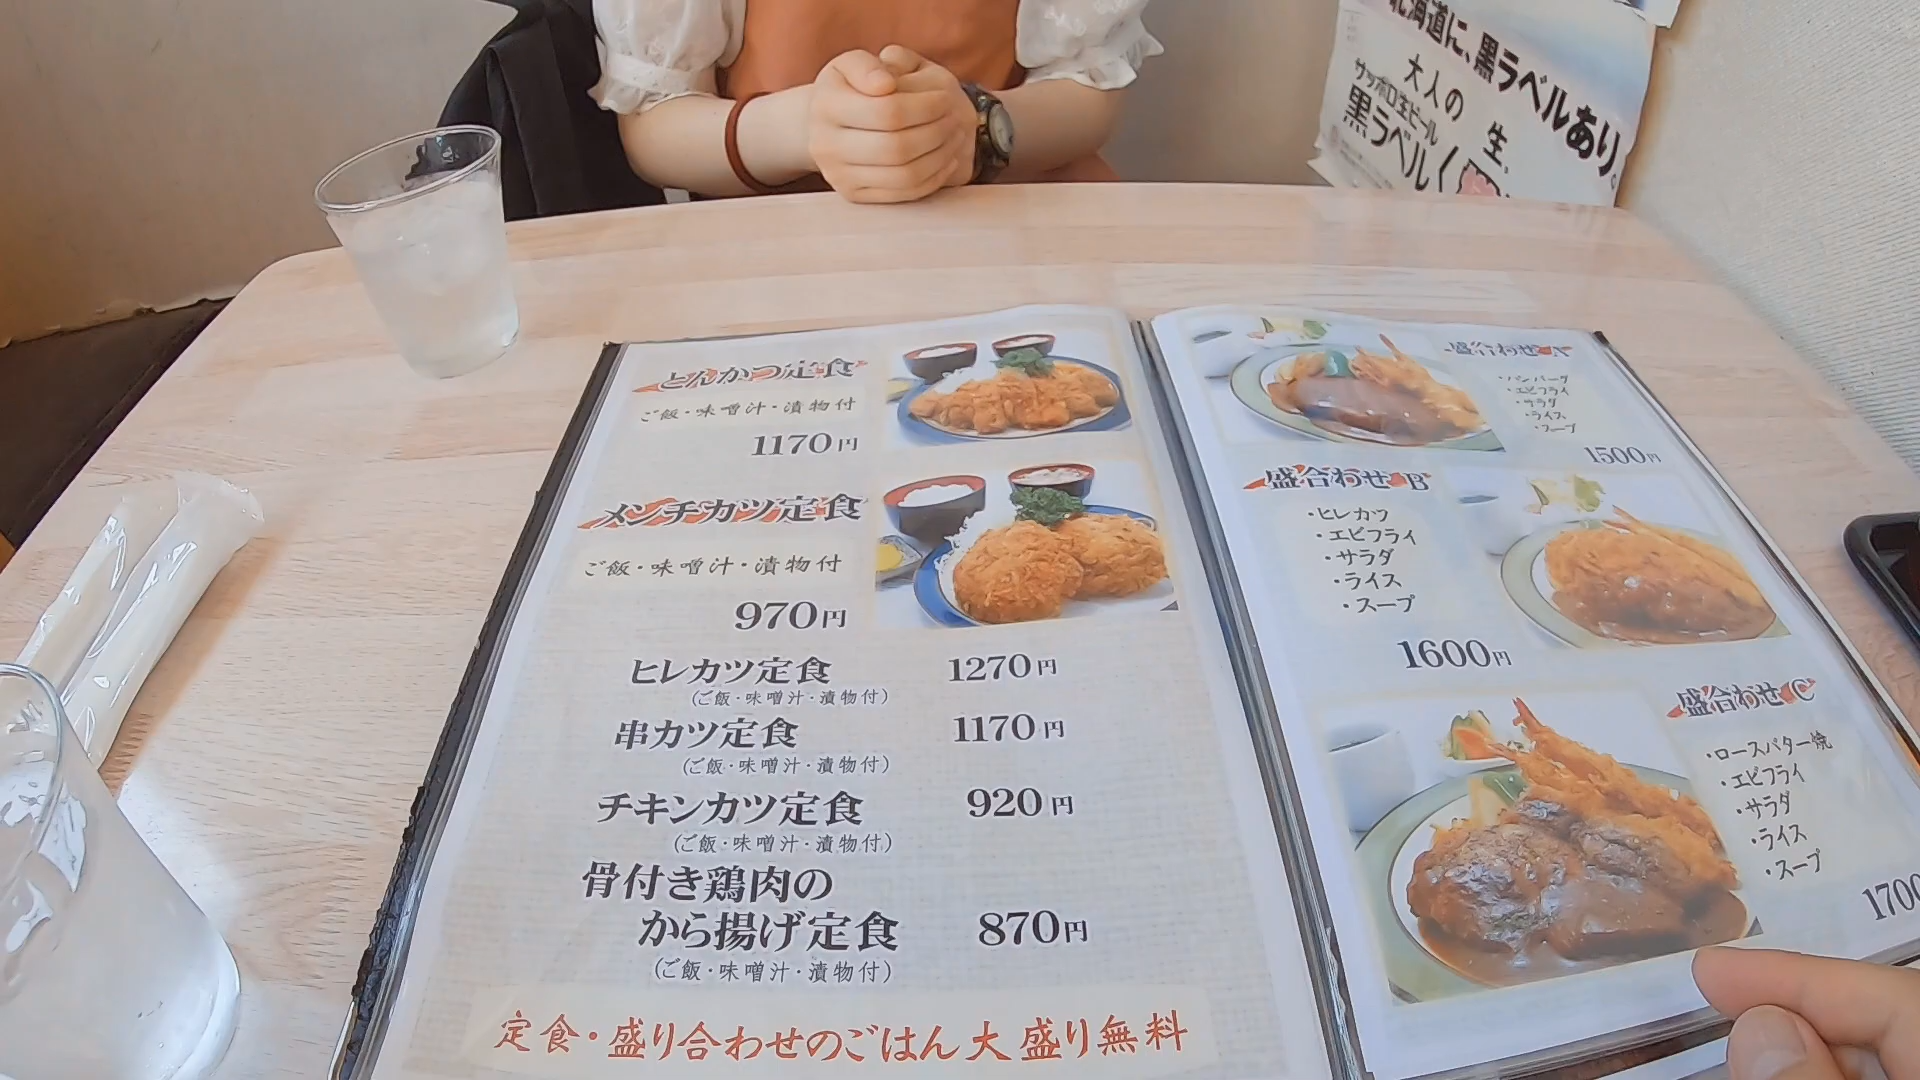 北海道に、黒ラベルあり。
大人の生。
サッポロ生ビール
黒ラベル
とんかつ定食
ご飯・味噌汁・漬物付
1170円
メンチカツ定食
ご飯・味噌汁・漬物付
970円
ヒレカツ定食 1270円
(ご飯・味噌汁・漬物付)
串カツ定食 1170円
(ご飯・味噌汁・漬物付)
チキンカツ定食 920円
(ご飯・味噌汁・漬物付)
骨付き鶏肉の
から揚げ定食 870円
(ご飯・味噌汁・漬物付)
定食・盛り合わせのごはん大盛り無料
盛合わせ A
・ハンバーグ
・エビフライ
・サラダ
・ライス
・スープ
1500円
盛合わせ B
・ヒレカツ
・エビフライ
・サラダ
・ライス
・スープ
1600円
盛合わせ C
・ロースバター焼
・エビフライ
・サラダ
・ライス
・スープ
1700